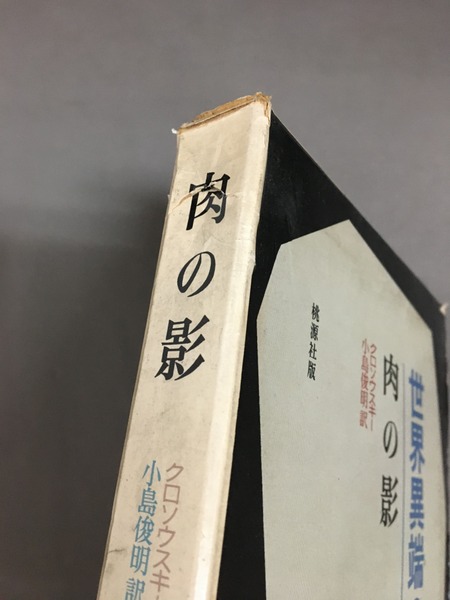 肉の影
クロソウスキー
小島俊明訳
世界異端
肉の影
クロソウスキー
小島俊明訳
桃源社版